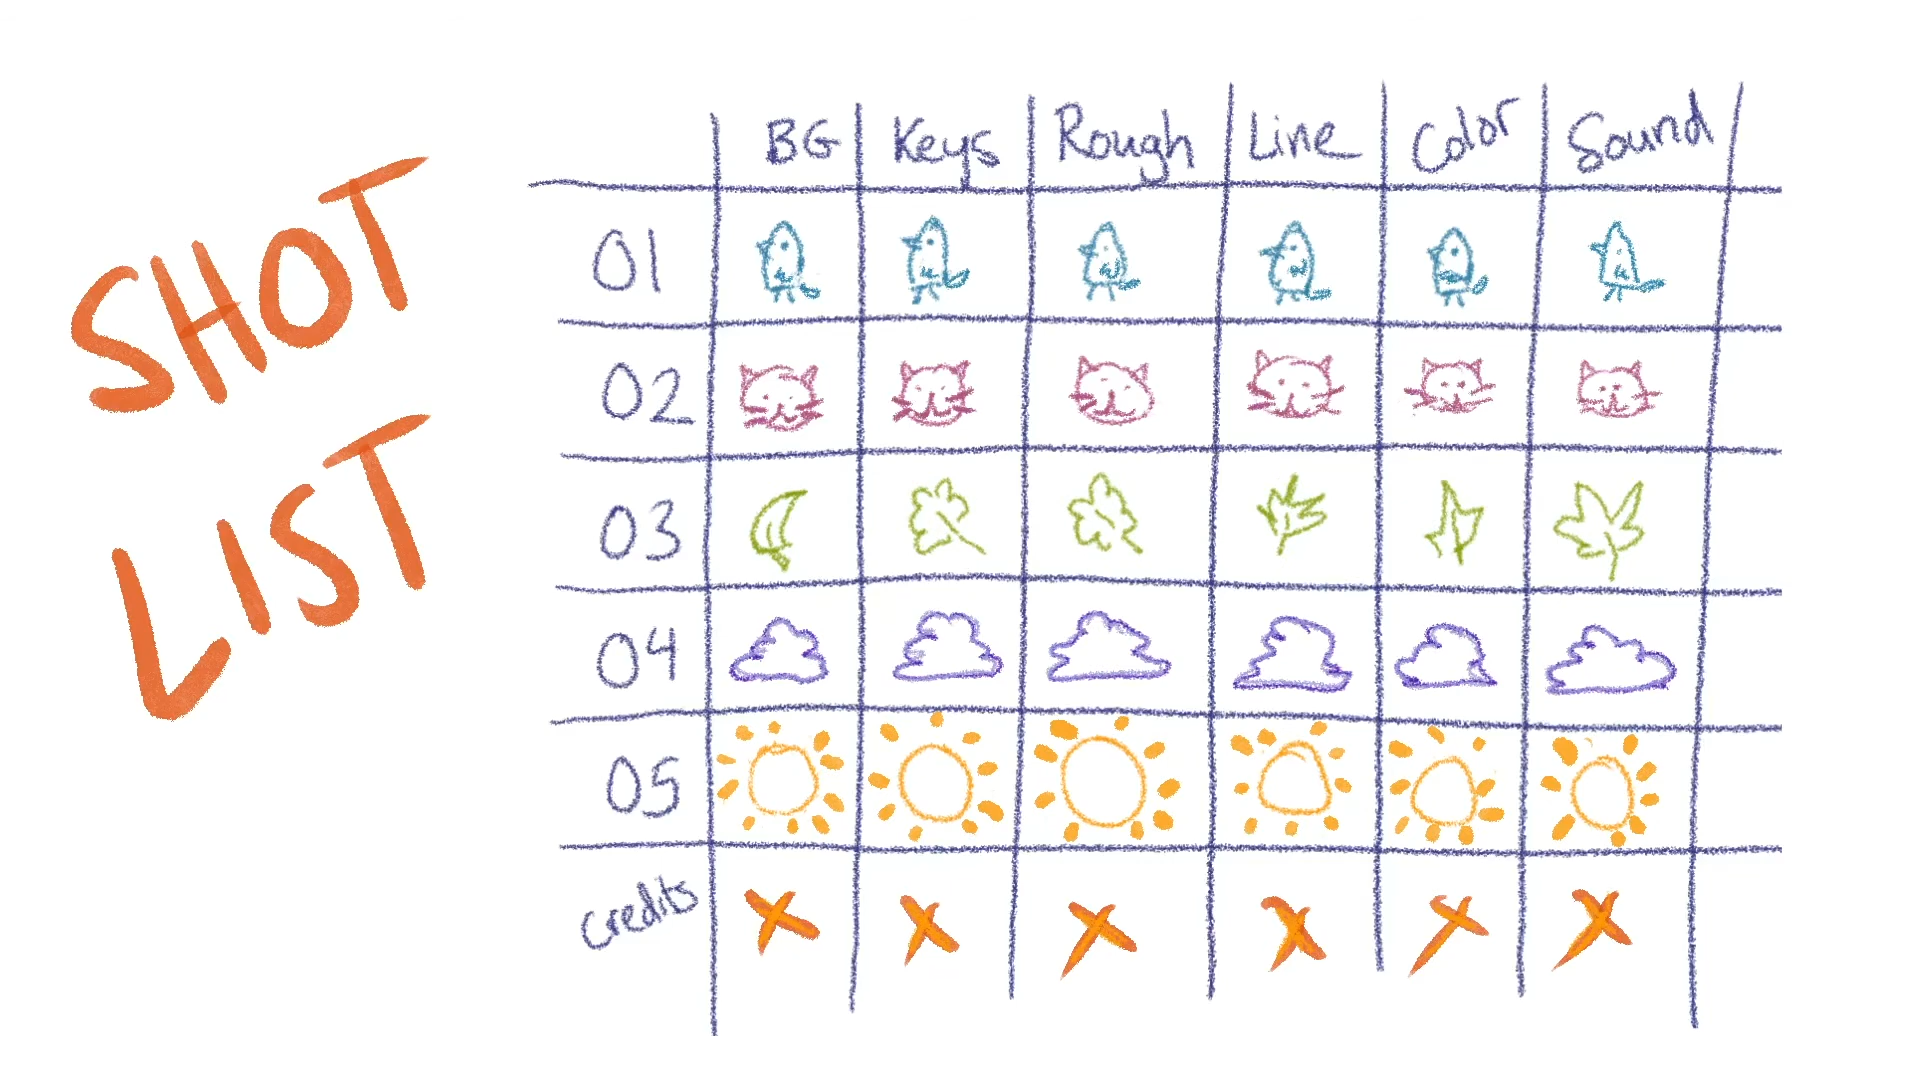 SHOT
LIST
BG Keys Rough Line Color Sound
01
02
03
04
05
Credits